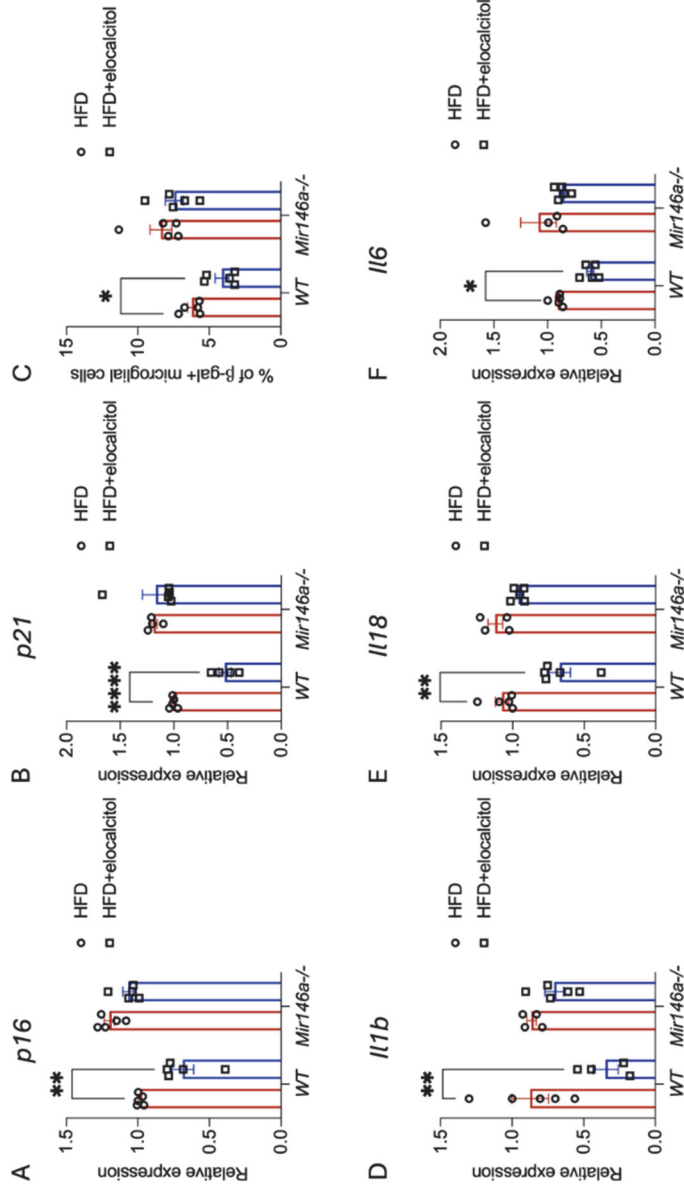 A
p16
**
Relative expression
1.5
1.0
0.5
0.0
WT
Mir146a-/-
HFD
HFD+elocalcitol
B
p21
****
Relative expression
2.0
1.5
1.0
0.5
0.0
WT
Mir146a-/-
HFD
HFD+elocalcitol
C
*
% of β-gal+ microglial cells
15
10
5
0
WT
Mir146a-/-
HFD
HFD+elocalcitol
D
Il1b
**
Relative expression
1.5
1.0
0.5
0.0
WT
Mir146a-/-
HFD
HFD+elocalcitol
E
Il18
**
Relative expression
1.5
1.0
0.5
0.0
WT
Mir146a-/-
HFD
HFD+elocalcitol
F
Il6
*
Relative expression
2.0
1.5
1.0
0.5
0.0
WT
Mir146a-/-
HFD
HFD+elocalcitol